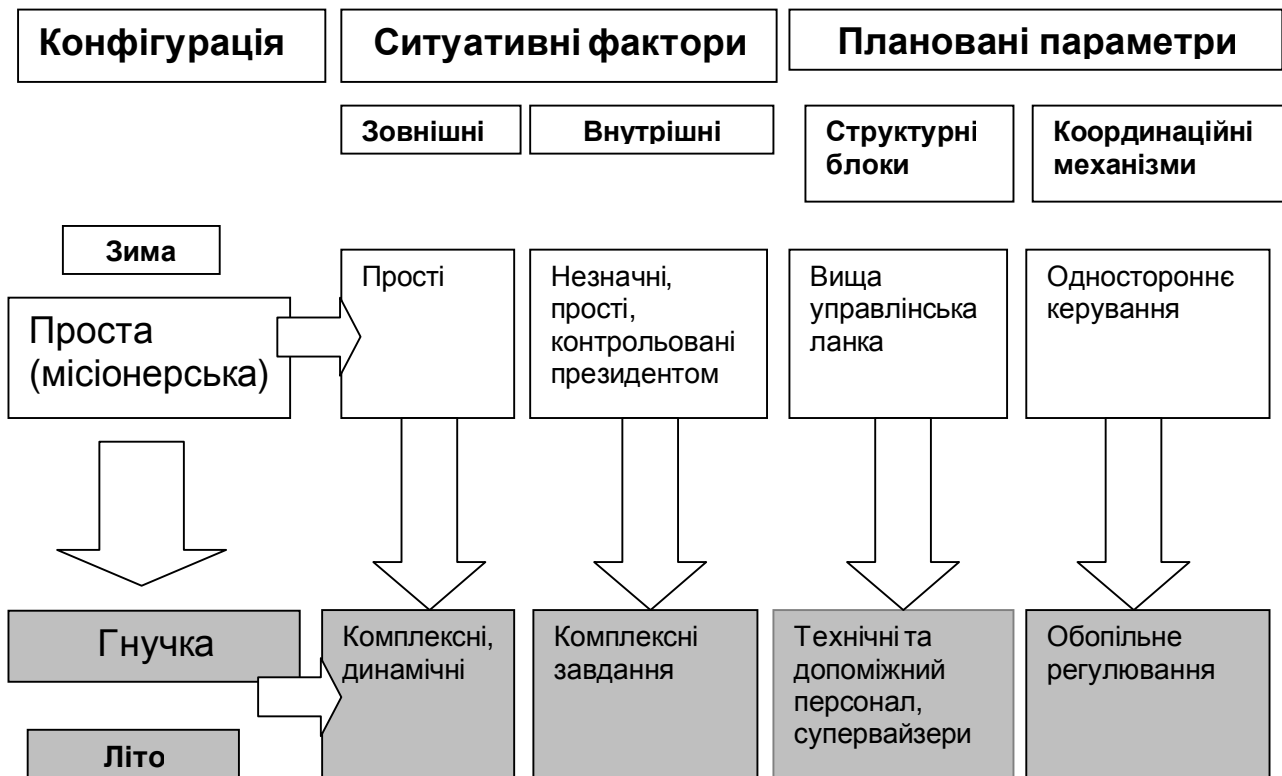 Конфігурація
Ситуативні фактори
Плановані параметри
Зовнішні
Внутрішні
Структурні
блоки
Координаційні
механізми
Зима
Проста
(місіонерська)
Прості
Незначні,
прості,
контрольовані
президентом
Вища
управлінська
ланка
Одностороннє
керування
Гнучка
Літо
Комплексні,
динамічні
Комплексні
завдання
Технічні та
допоміжний
персонал,
супервайзери
Обопільне
регулювання